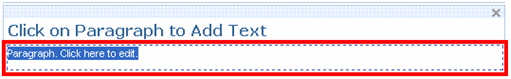 Click on Paragraph to Add Text
Paragraph. Click here to edit.